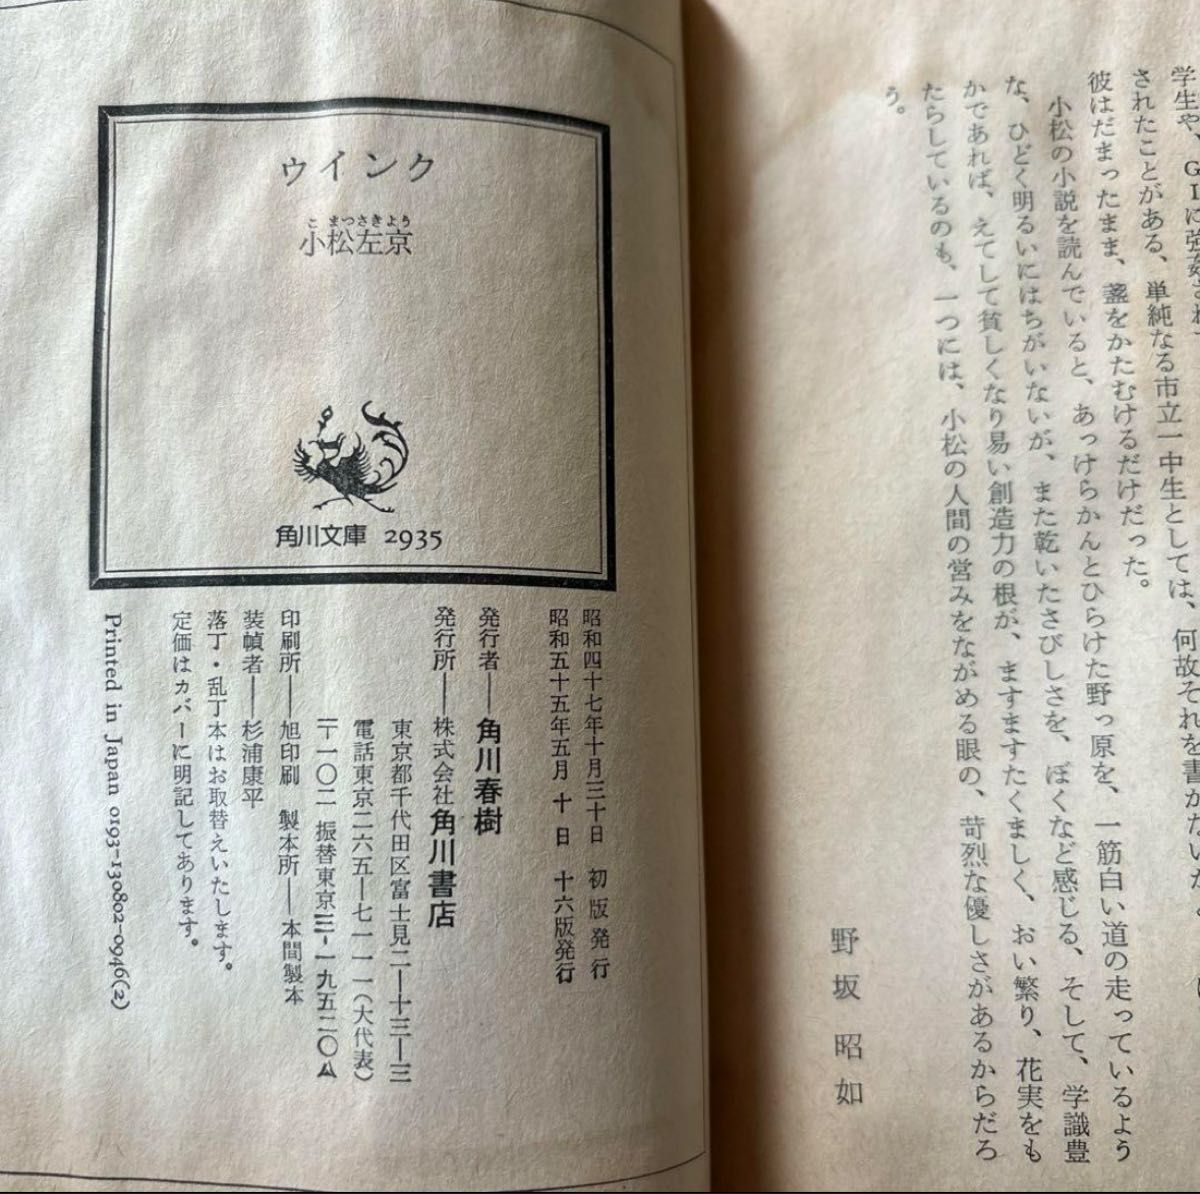 学生や、GIに強姦され
されたことがある、単純なる市立一中生としては、何故それを書かないか
彼はだまったまま、盞をかたむけるだけだった。
小松の小説を読んでいると、あっけらかんとひらけた野っ原を、一筋白い道の走っているよう
な、ひどく明るいにはちがいないが、また乾いたさびしさを、ぼくなど感じる、そして、学識豊
かであれば、えてして貧しくなり易い創造力の根が、ますますたくましく、おい繁り、花実をも
たらしているのも、一つには、小松の人間の営みをながめる眼の、苛烈な優しさがあるからだろ
う。
野坂昭如
ゥインク
こまつさきょう
小松左京
角川文庫 2935
昭和四十七年十月三十日 初版発行
昭和五十五年五月十日 十六版発行
発行者―角川春樹
発行所―株式会社角川書店
東京都千代田区富士見二―十三―三
電話東京二六五―七一一一(大代表)
〒一〇二 振替東京三―一九五二〇八
印刷所―旭印刷 製本所―本間製本
装幀者―杉浦康平
落丁・乱丁本はお取替えいたします。
定価はカバーに明記してあります。
Printed in Japan 0193-130802-0946(2)